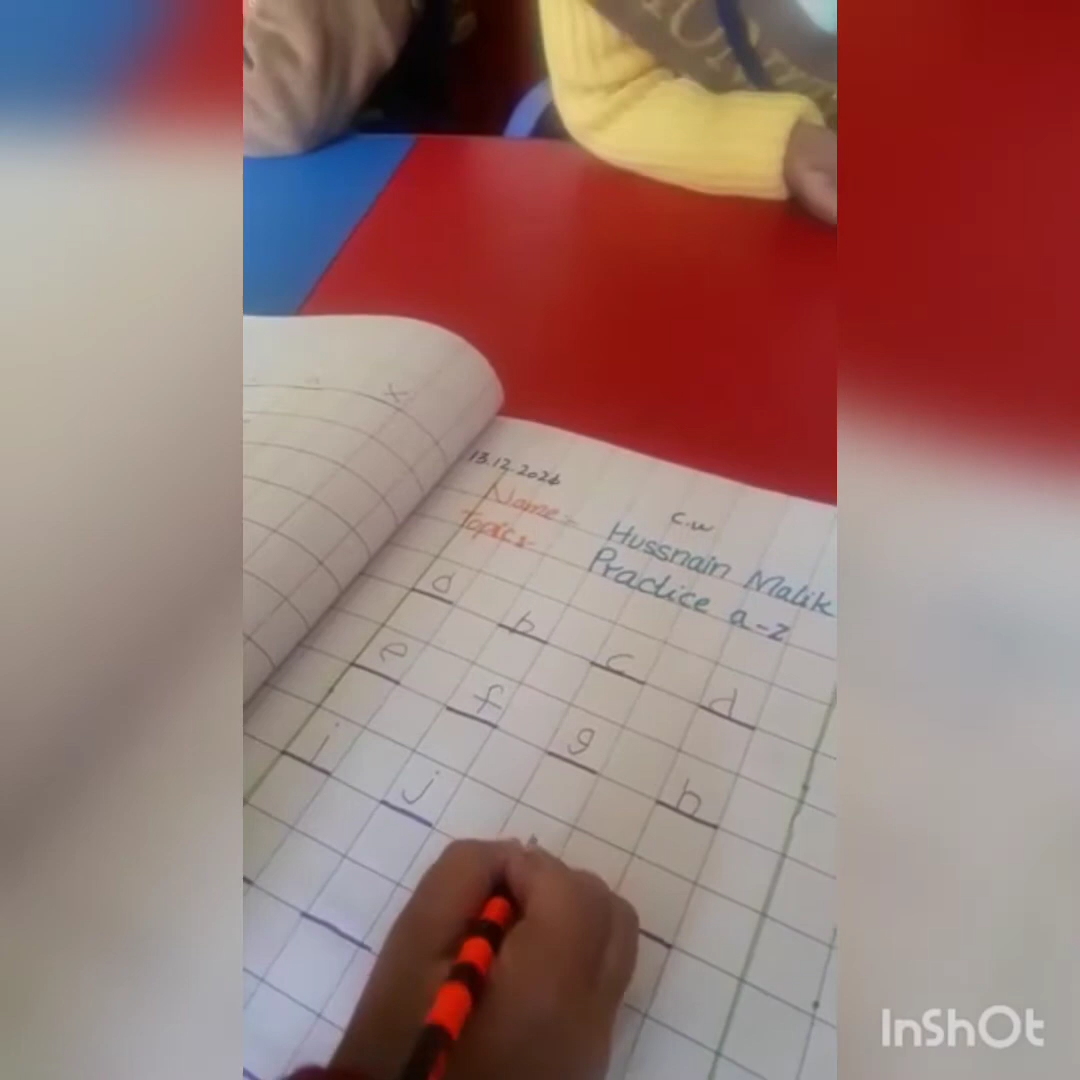 x
13.12.2024
c.w
Name:- Hussnain Malik
Topic:- Practice a-z
a b c d
e f g h
i j
InShOt